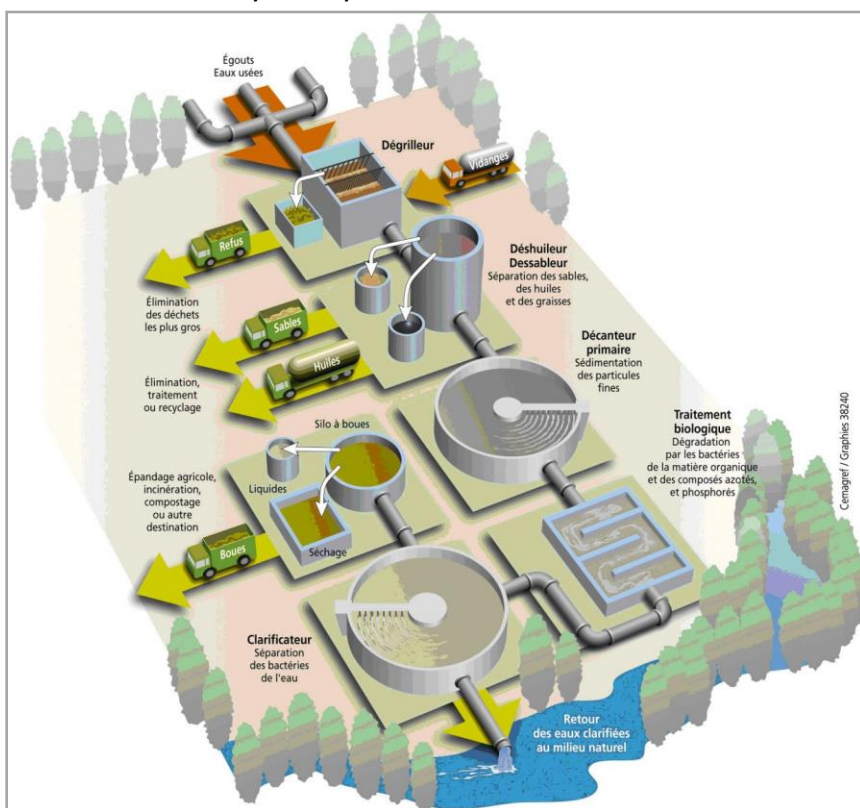 Égouts
Eaux usées
Dégrilleur
Vidanges
Refus
Déshuileur
Dessableur
Séparation des sables,
des huiles
et des graisses
Élimination
des déchets
les plus gros
Sables
Décanteur
primaire
Sédimentation
des particules
fines
Huiles
Élimination,
traitement
ou recyclage
Traitement
biologique
Dégradation
par les bactéries
de la matière organique
et des composés azotés,
et phosphorés
Silo à boues
Liquides
Séchage
Épandage agricole,
incinération,
compostage
ou autre
destination
Boues
Clarificateur
Séparation
des bactéries
de l'eau
Retour
des eaux clarifiées
au milieu naturel
Cemagref / Graphies 38240